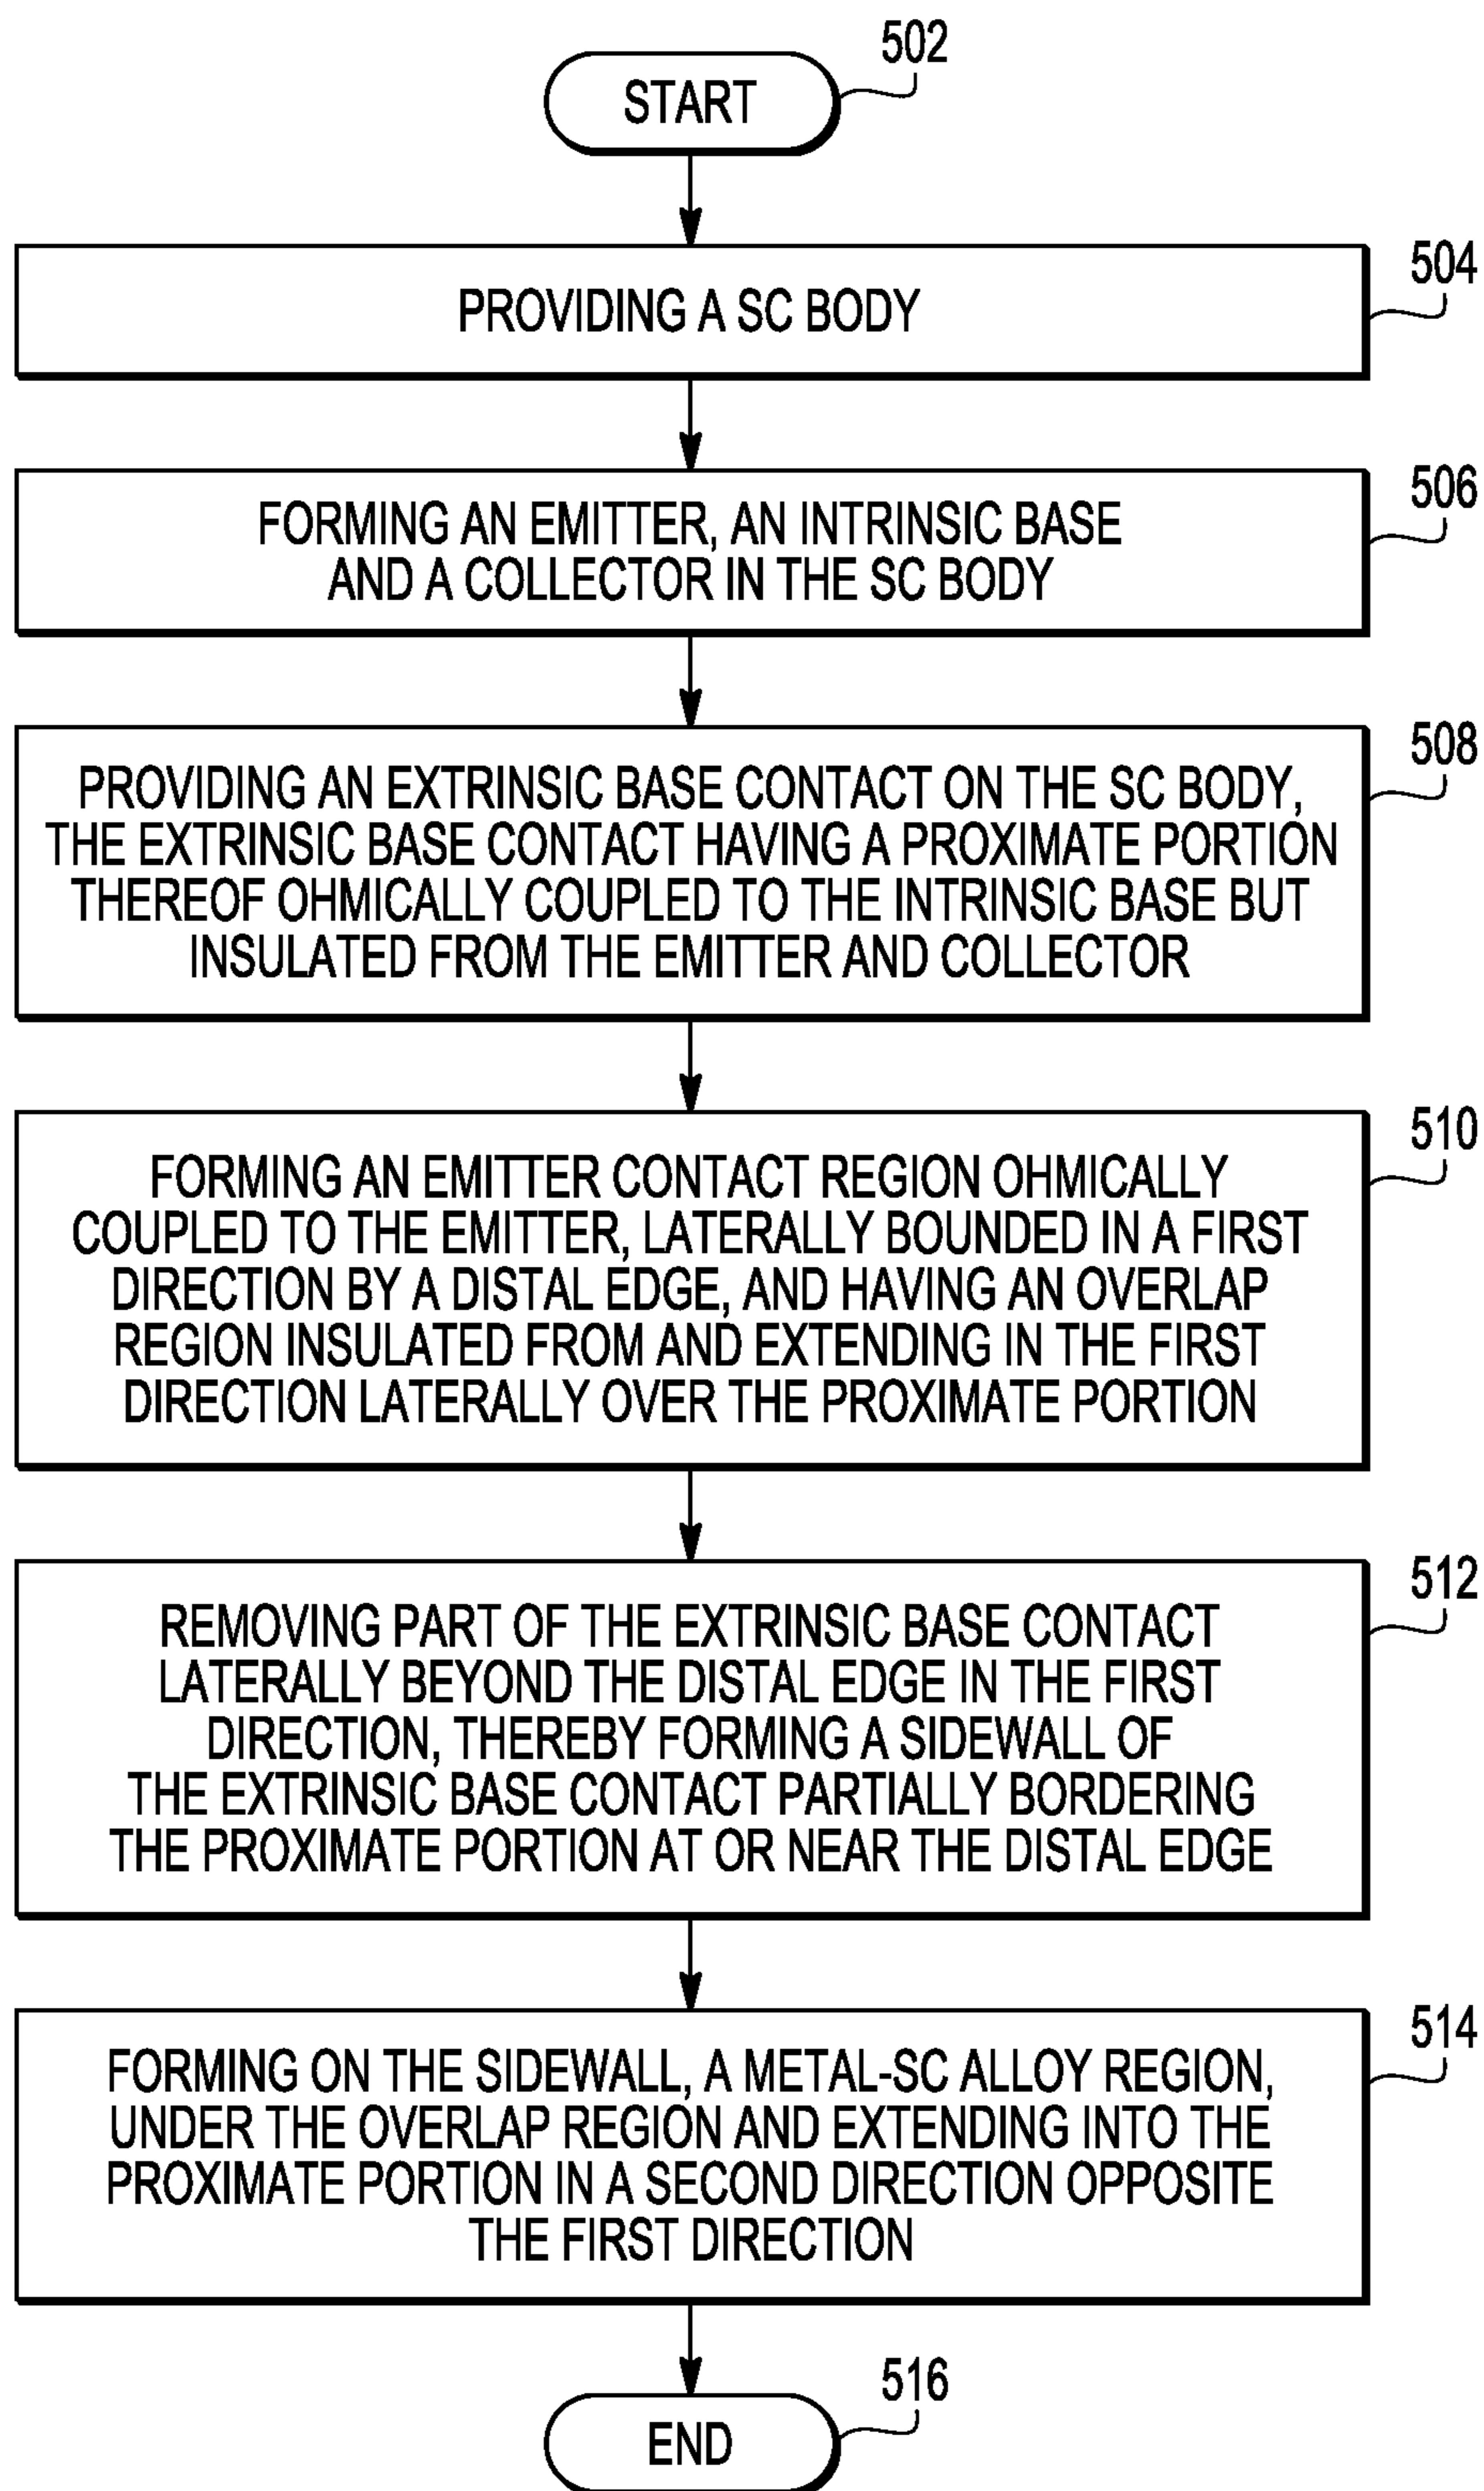 502
START
504
PROVIDING A SC BODY
506
FORMING AN EMITTER, AN INTRINSIC BASE
AND A COLLECTOR IN THE SC BODY
508
PROVIDING AN EXTRINSIC BASE CONTACT ON THE SC BODY,
THE EXTRINSIC BASE CONTACT HAVING A PROXIMATE PORTION
THEREOF OHMICALLY COUPLED TO THE INTRINSIC BASE BUT
INSULATED FROM THE EMITTER AND COLLECTOR
510
FORMING AN EMITTER CONTACT REGION OHMICALLY
COUPLED TO THE EMITTER, LATERALLY BOUNDED IN A FIRST
DIRECTION BY A DISTAL EDGE, AND HAVING AN OVERLAP
REGION INSULATED FROM AND EXTENDING IN THE FIRST
DIRECTION LATERALLY OVER THE PROXIMATE PORTION
512
REMOVING PART OF THE EXTRINSIC BASE CONTACT
LATERALLY BEYOND THE DISTAL EDGE IN THE FIRST
DIRECTION, THEREBY FORMING A SIDEWALL OF
THE EXTRINSIC BASE CONTACT PARTIALLY BORDERING
THE PROXIMATE PORTION AT OR NEAR THE DISTAL EDGE
514
FORMING ON THE SIDEWALL, A METAL-SC ALLOY REGION,
UNDER THE OVERLAP REGION AND EXTENDING INTO THE
PROXIMATE PORTION IN A SECOND DIRECTION OPPOSITE
THE FIRST DIRECTION
516
END